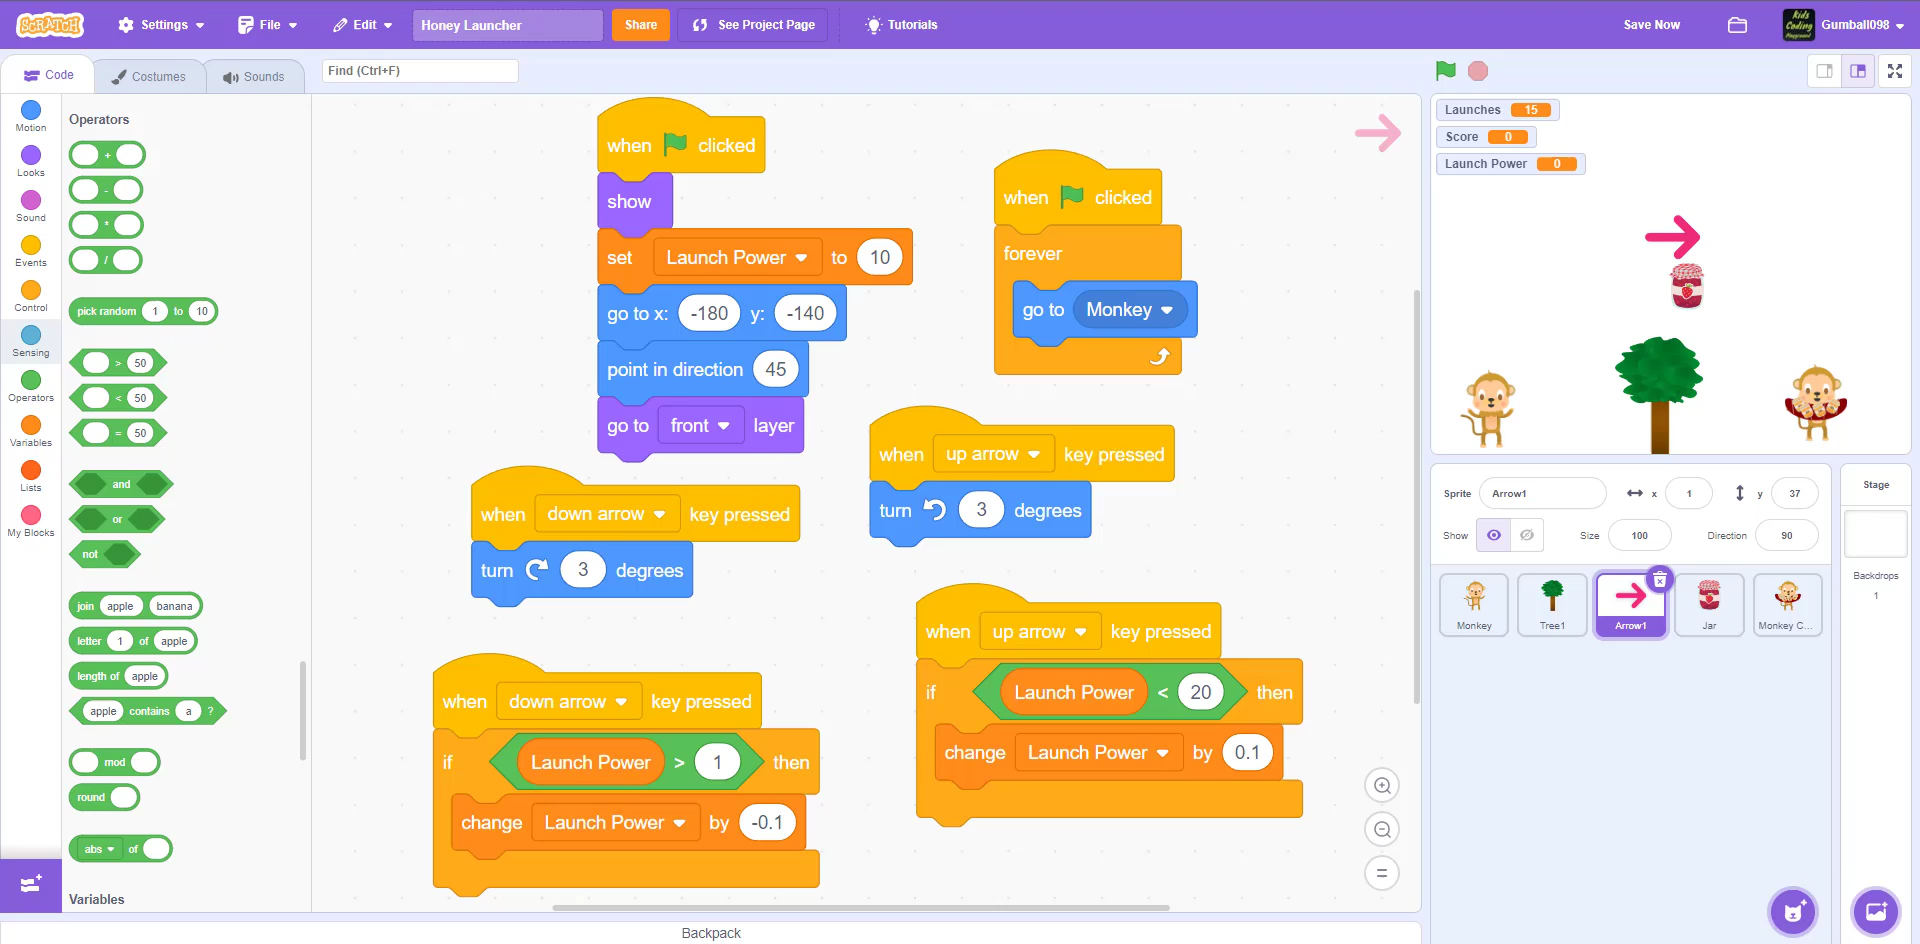 SCRATCH
Settings
File
Edit
Honey Launcher
Share
See Project Page
Tutorials
Save Now
Kids Coding Playground
Gumball098
Code
Costumes
Sounds
Find (Ctrl+F)
Motion
Looks
Sound
Events
Control
Sensing
Operators
Variables
Lists
My Blocks
Operators
+
-
*
/
pick random 1 to 10
> 50
< 50
= 50
and
or
not
join apple banana
letter 1 of apple
length of apple
apple contains a ?
mod
round
abs of
Variables
when clicked
show
set Launch Power to 10
go to x: -180 y: -140
point in direction 45
go to front layer
when clicked
forever
go to Monkey
when up arrow key pressed
turn 3 degrees
when down arrow key pressed
turn 3 degrees
when up arrow key pressed
if Launch Power < 20 then
change Launch Power by 0.1
when down arrow key pressed
if Launch Power > 1 then
change Launch Power by -0.1
=
Backpack
Launches 15
Score 0
Launch Power 0
Sprite Arrow1 x 1 y 37
Show Size 100 Direction 90
Monkey
Tree1
Arrow1
Jar
Monkey C...
Stage
Backdrops
1